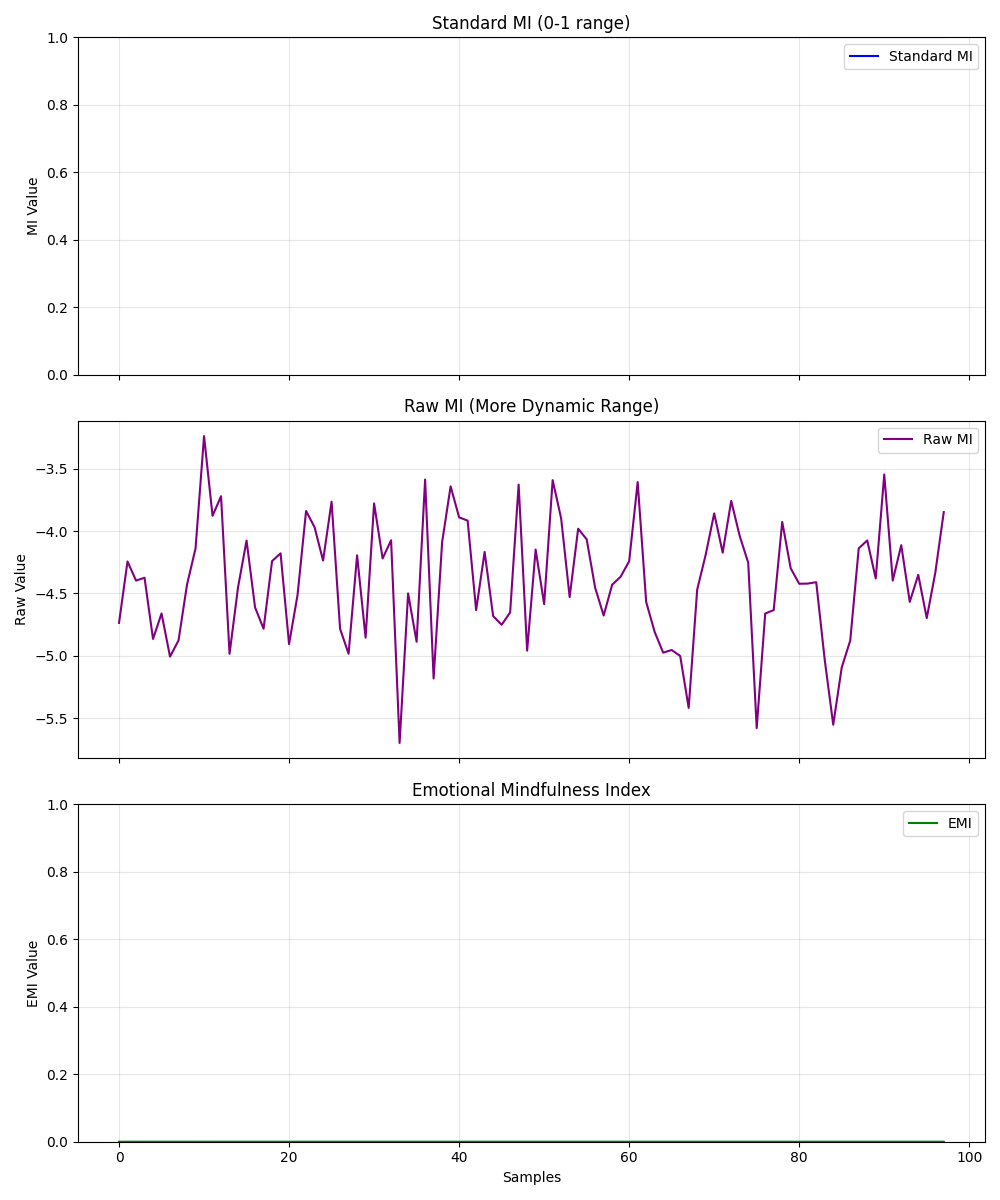 Standard MI (0-1 range)
1.0
Standard MI
0.8
0.6
MI Value
0.4
0.2
0.0
Raw MI (More Dynamic Range)
Raw MI
−3.5
−4.0
−4.5
Raw Value
−5.0
−5.5
Emotional Mindfulness Index
1.0
EMI
0.8
0.6
EMI Value
0.4
0.2
0.0
0 20 40 60 80 100
Samples